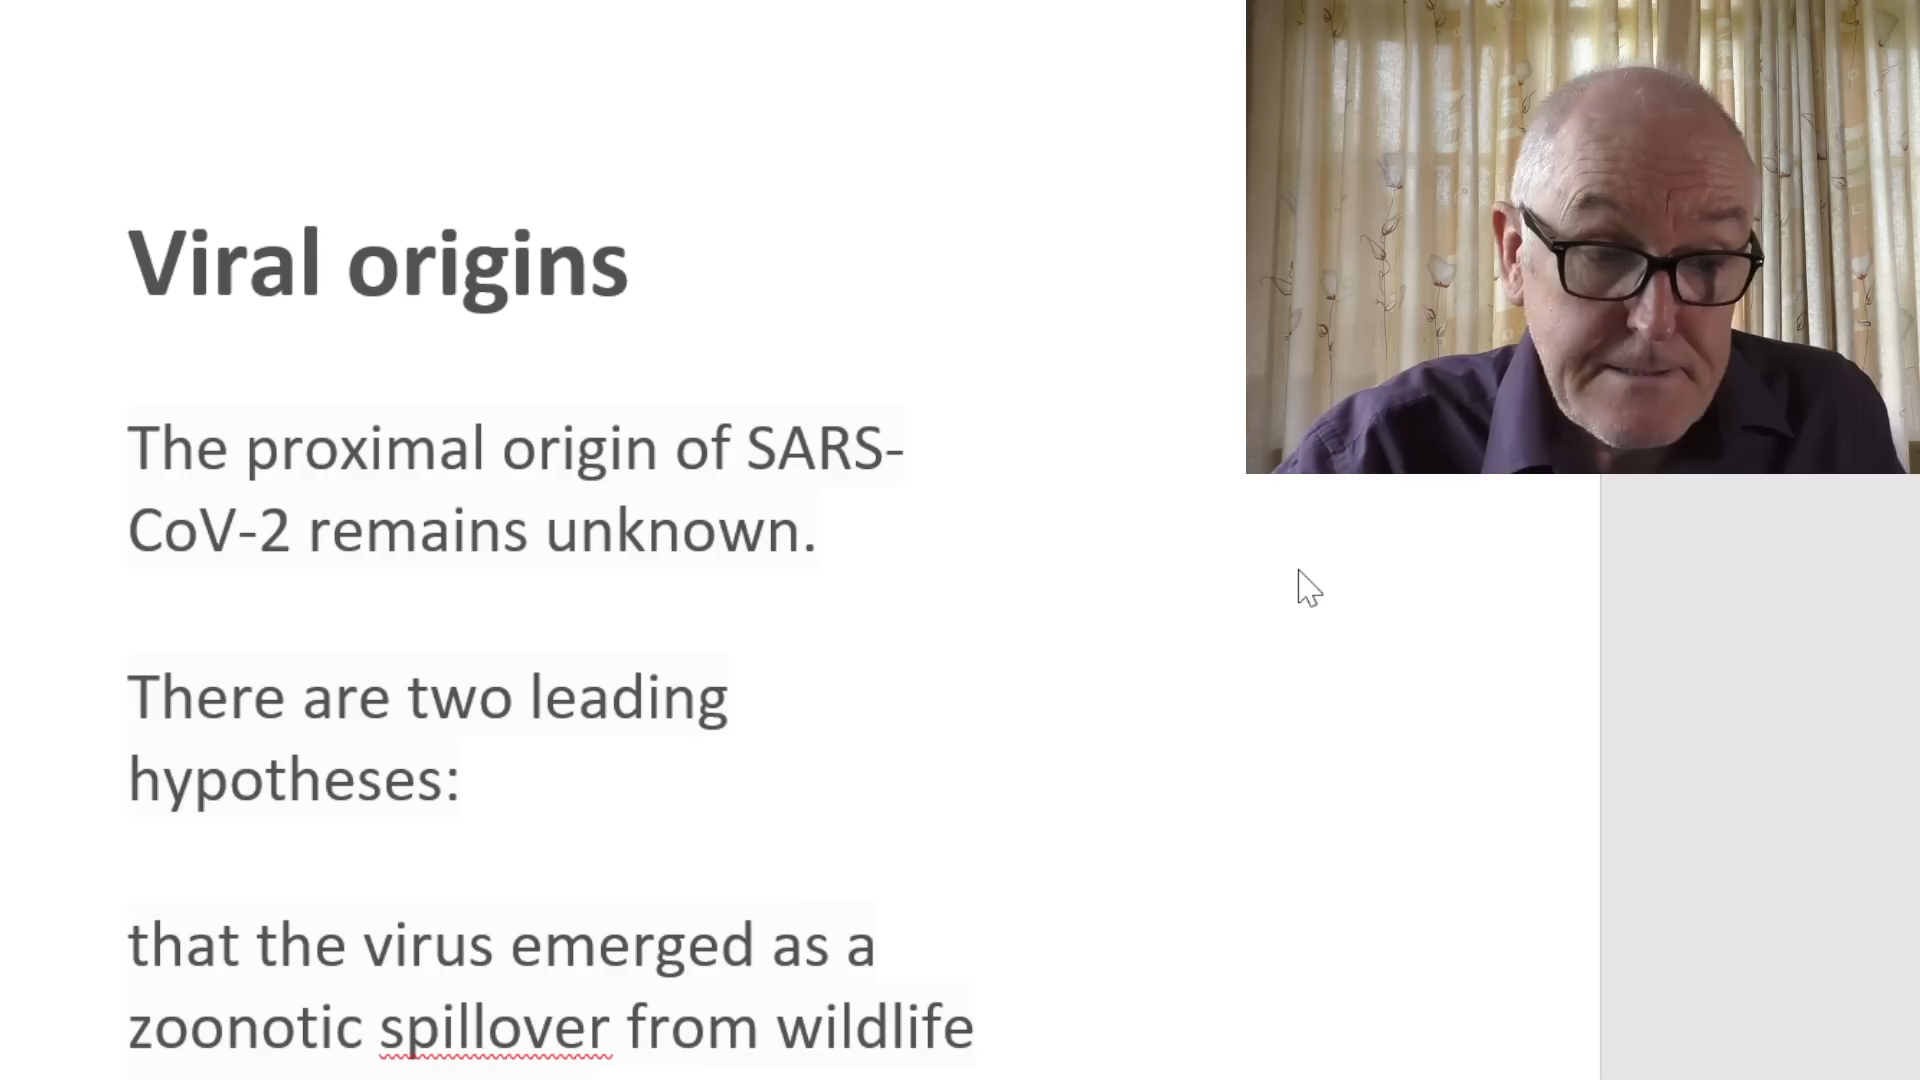 Viral origins
The proximal origin of SARS-
CoV-2 remains unknown.
There are two leading
hypotheses:
that the virus emerged as a
zoonotic spillover from wildlife